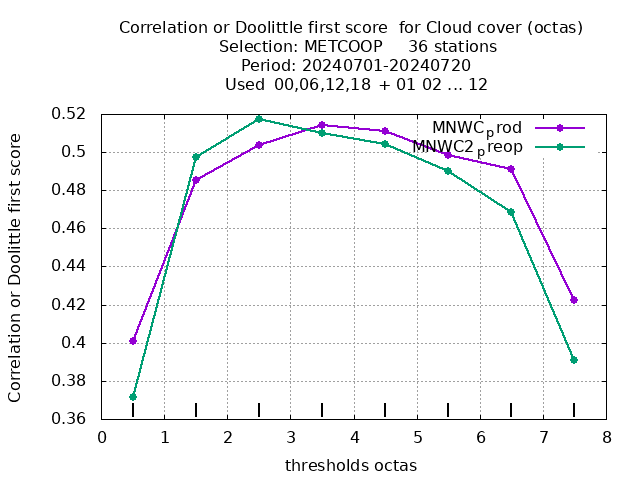 Correlation or Doolittle first score  for Cloud cover (octas)
Selection: METCOOP     36 stations
Period: 20240701-20240720
Used  00,06,12,18 + 01 02 ... 12
MNWC_prod
MNWC2_preop
Correlation or Doolittle first score
0.52
0.5
0.48
0.46
0.44
0.42
0.4
0.38
0.36
0 1 2 3 4 5 6 7 8
thresholds octas